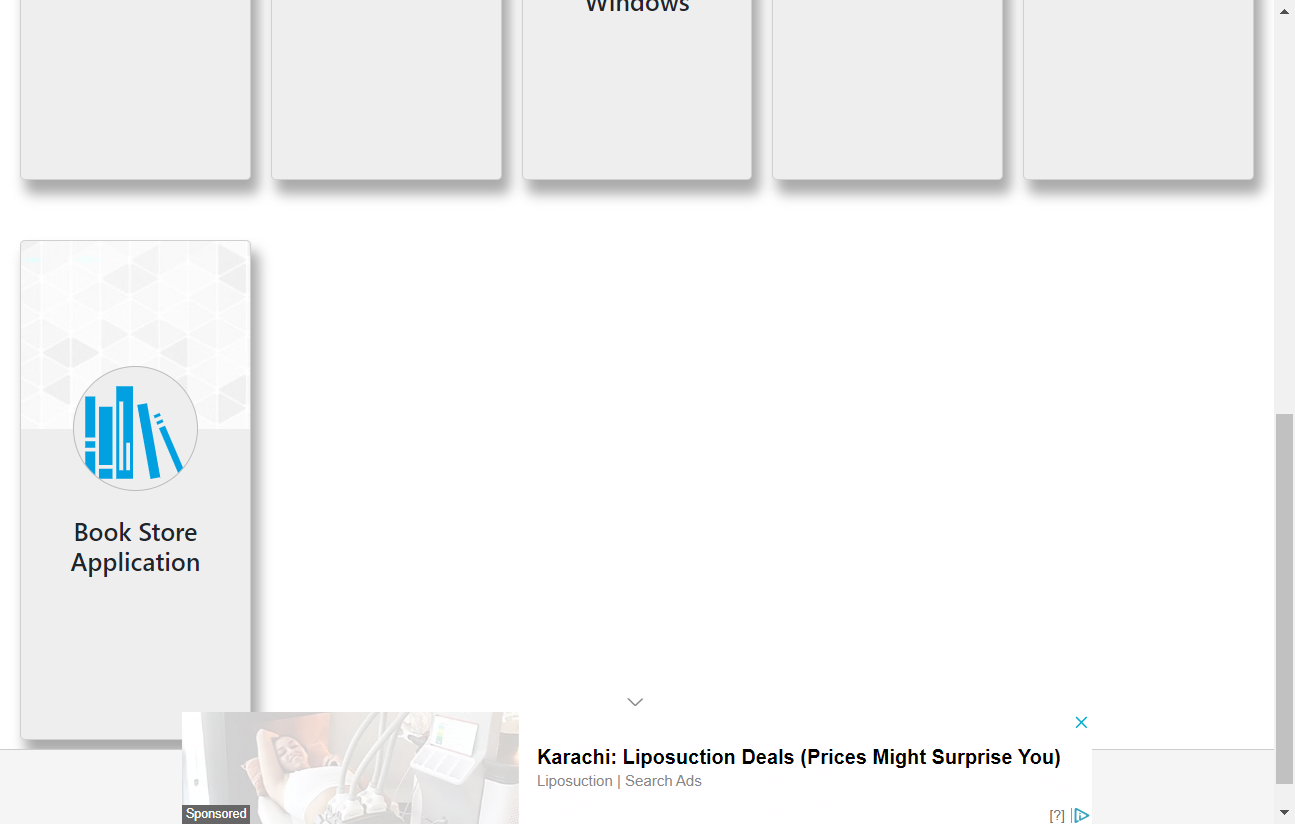 Windows
Book Store
Application
Karachi: Liposuction Deals (Prices Might Surprise You)
Liposuction | Search Ads
Sponsored
[?]